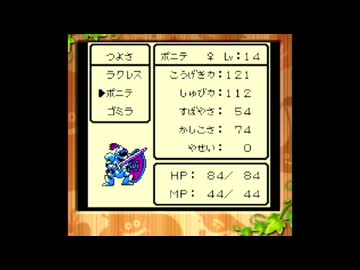 つよさ
ラクレス
▶ボニテ
ゴミラ
ボニテ ♀ Lv:14
こうげき力:121
しゅび力:112
すばやさ: 54
かしこさ: 74
やせい: 0
HP: 84/ 84
MP: 44/ 44